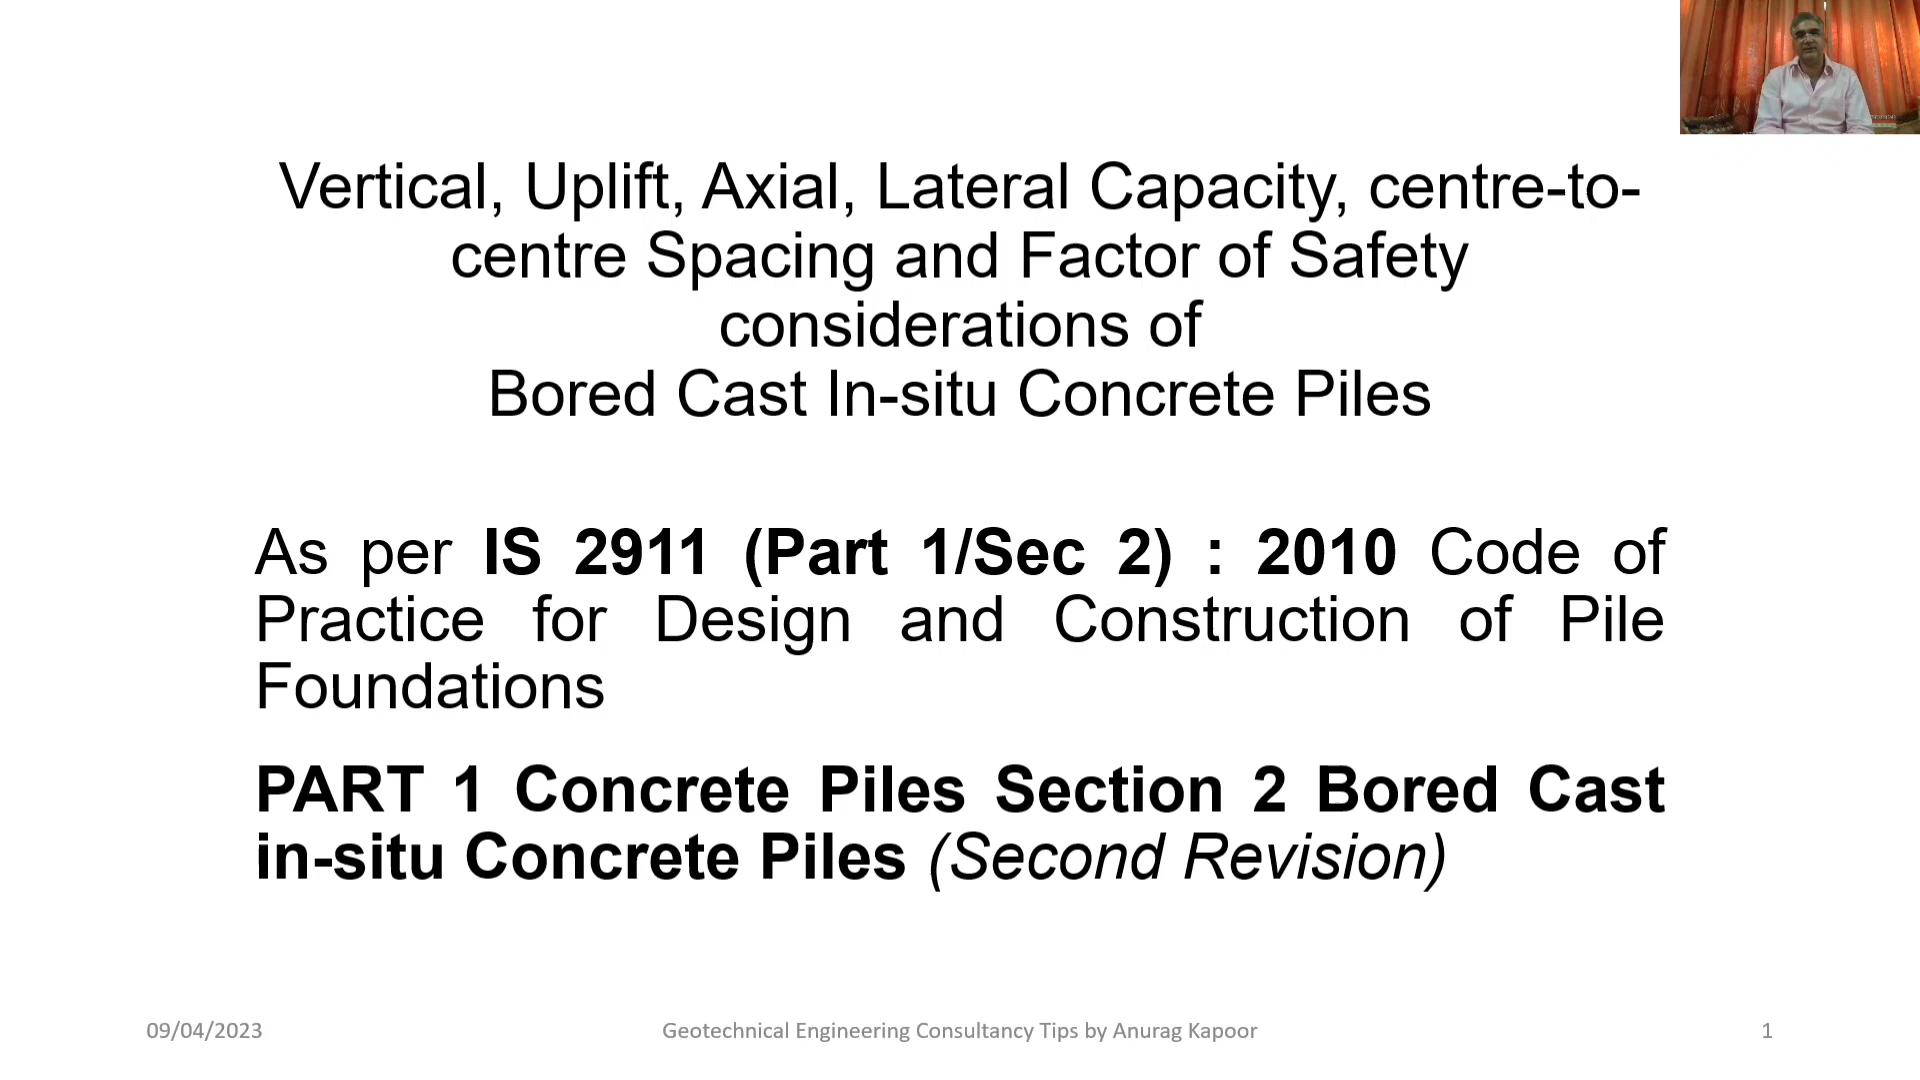 Vertical, Uplift, Axial, Lateral Capacity, centre-to-
centre Spacing and Factor of Safety
considerations of
Bored Cast In-situ Concrete Piles
As per IS 2911 (Part 1/Sec 2) : 2010 Code of
Practice for Design and Construction of Pile
Foundations
PART 1 Concrete Piles Section 2 Bored Cast
in-situ Concrete Piles (Second Revision)
09/04/2023
Geotechnical Engineering Consultancy Tips by Anurag Kapoor
1